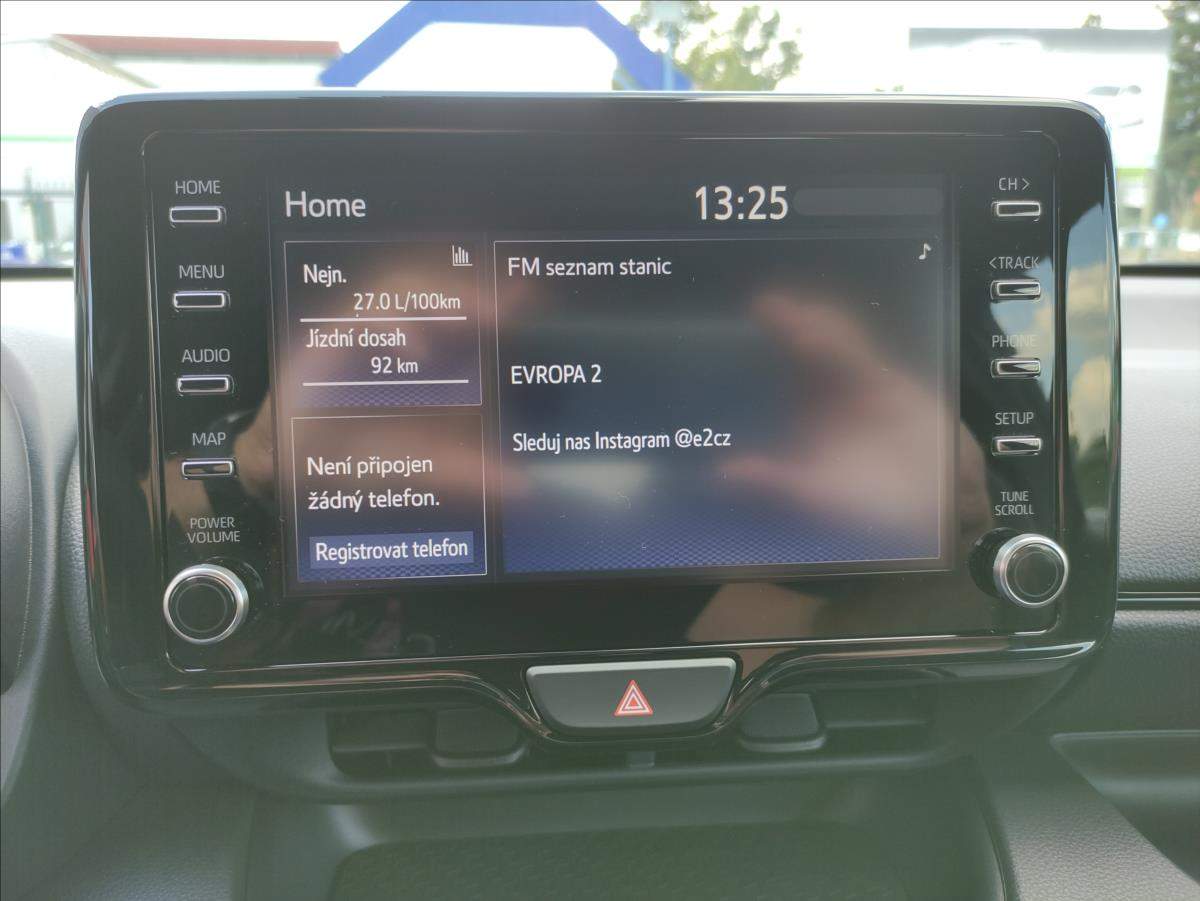 HOME
MENU
AUDIO
MAP
POWER
VOLUME
Home
13:25
Nejn.
27.0 L/100km
Jízdní dosah
92 km
Není připojen
žádný telefon.
Registrovat telefon
FM seznam stanic
EVROPA 2
Sleduj nas Instagram @e2cz
CH >
< TRACK
PHONE
SETUP
TUNE
SCROLL